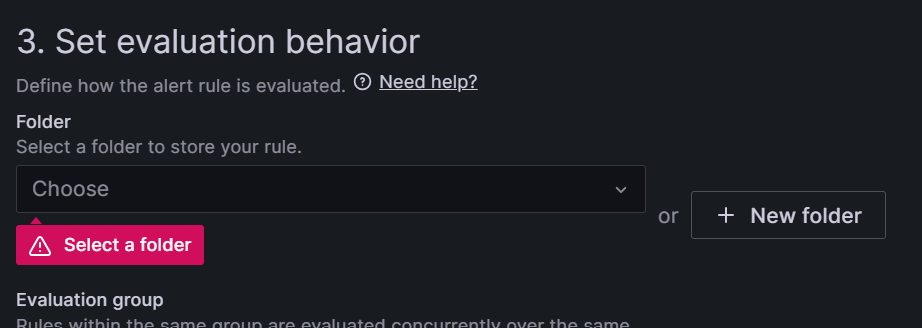 3. Set evaluation behavior
Define how the alert rule is evaluated. Need help?
Folder
Select a folder to store your rule.
Choose
or
+ New folder
Select a folder
Evaluation group
Rules within the same group are evaluated concurrently over the same